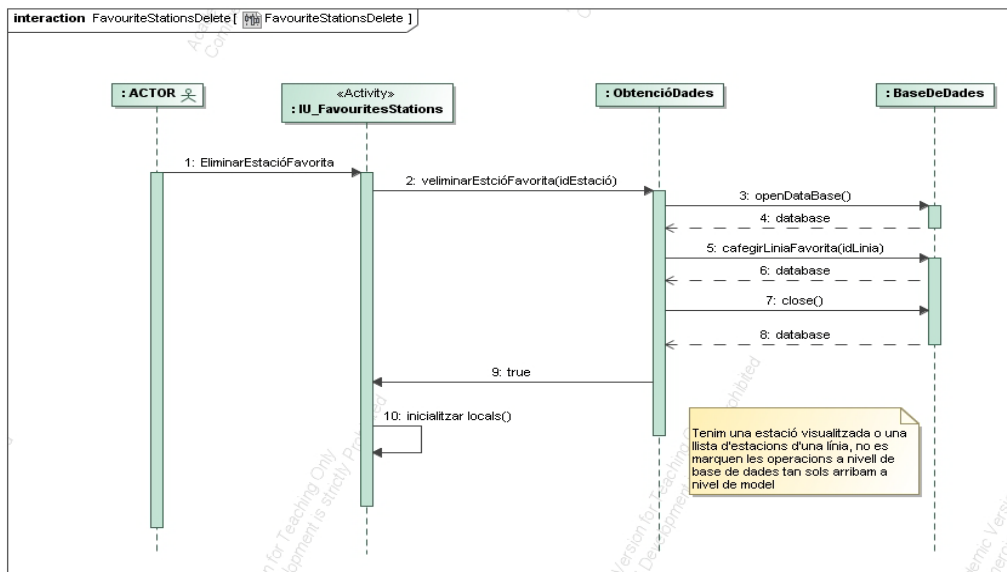 interaction FavouriteStationsDelete [ FavouriteStationsDelete ]
: ACTOR
«Activity»
: IU_FavouritesStations
: ObtencióDades
: BaseDeDades
1: EliminarEstacióFavorita
2: veliminarEstcióFavorita(idEstació)
3: openDataBase()
4: database
5: cafegirLiniaFavorita(idLinia)
6: database
7: close()
8: database
9: true
10: inicialitzar locals()
Tenim una estació visualitzada o una
llista d'estacions d'una línia, no es
marquen les operacions a nivell de
base de dades tan sols arribam a
nivel de model